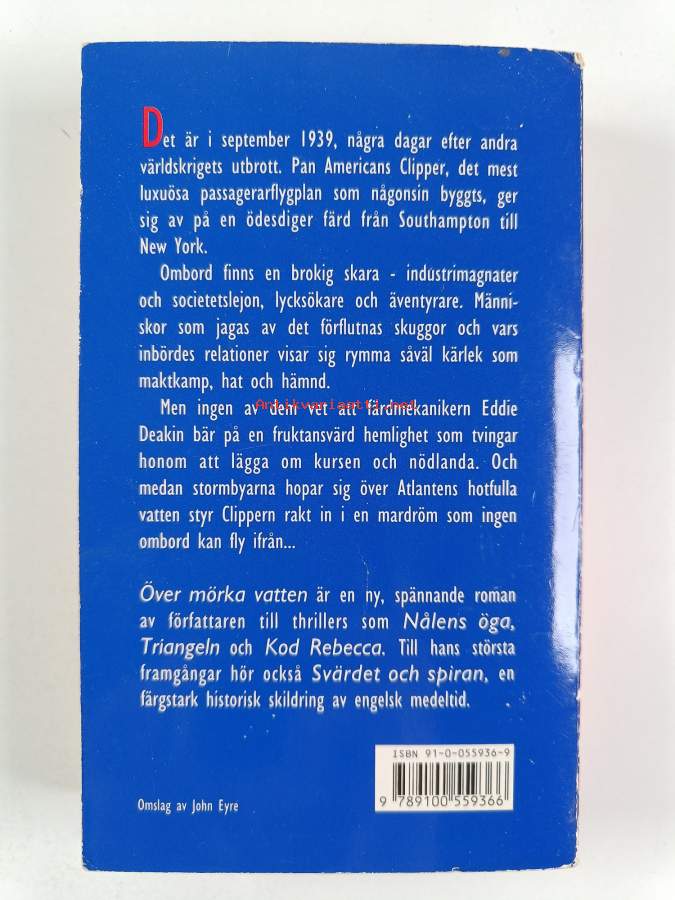 Det är i september 1939, några dagar efter andra
världskrigets utbrott. Pan Americans Clipper, det mest
luxuösa passagerarflygplan som någonsin byggts, ger
sig av på en ödesdiger färd från Southampton till
New York.
Ombord finns en brokig skara - industrimagnater
och societetslejon, lycksökare och äventyrare. Männi-
skor som jagas av det förflutnas skuggor och vars
inbördes relationer visar sig rymma såväl kärlek som
maktkamp, hat och hämnd.
Men ingen av dem vet att färdmekanikern Eddie
Antikvariaatti.net
Deakin bär på en fruktansvärd hemlighet som tvingar
honom att lägga om kursen och nödlanda. Och
medan stormbyarna hopar sig över Atlantens hotfulla
vatten styr Clippern rakt in i en mardröm som ingen
ombord kan fly ifrån...
Över mörka vatten är en ny, spännande roman
av författaren till thrillers som Nålens öga,
Triangeln och Kod Rebecca. Till hans största
framgångar hör också Svärdet och spiran, en
färgstark historisk skildring av engelsk medeltid.
ISBN 91-0-055936-9
9 789100 559366
Omslag av John Eyre